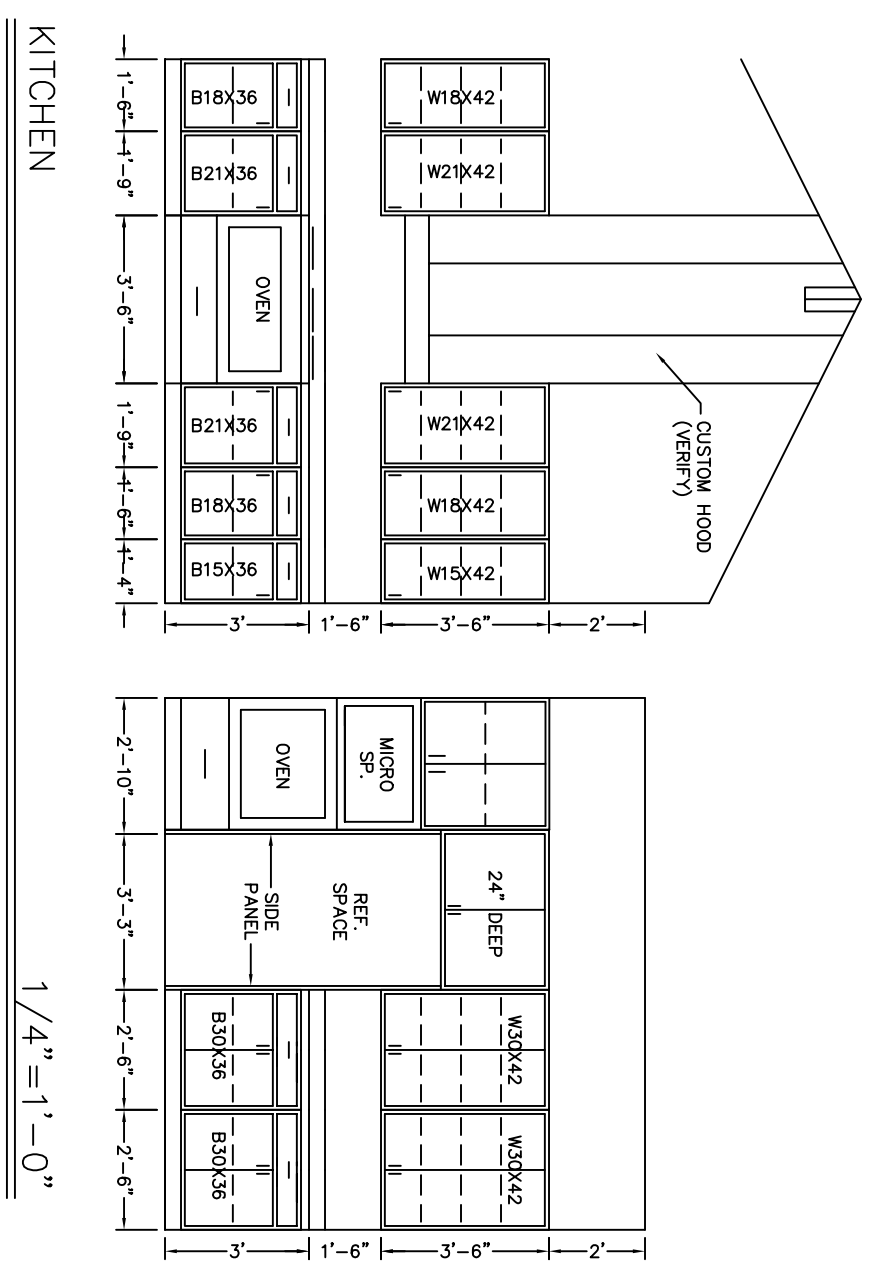 W18X42
W21X42
W21X42
W18X42
W15X42
CUSTOM HOOD
(VERIFY)
OVEN
B18X36
B21X36
B21X36
B18X36
B15X36
1'-6"
1'-9"
3'-6"
1'-9"
1'-6"
1'-4"
2'
3'-6"
1'-6"
3'
MICRO
SP.
OVEN
24" DEEP
REF.
SPACE
SIDE
PANEL
W30X42
W30X42
B30X36
B30X36
2'-10"
3'-3"
2'-6"
2'-6"
2'
3'-6"
1'-6"
3'
KITCHEN
1/4"=1'-0"